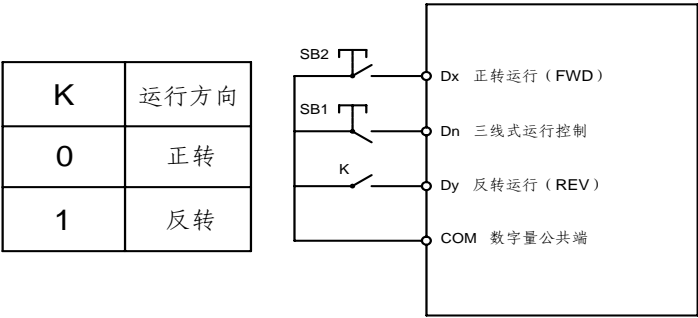 K 运行方向
0 正转
1 反转
SB2
Dx 正转运行（FWD）
SB1
Dn 三线式运行控制
K
Dy 反转运行（REV）
COM 数字量公共端